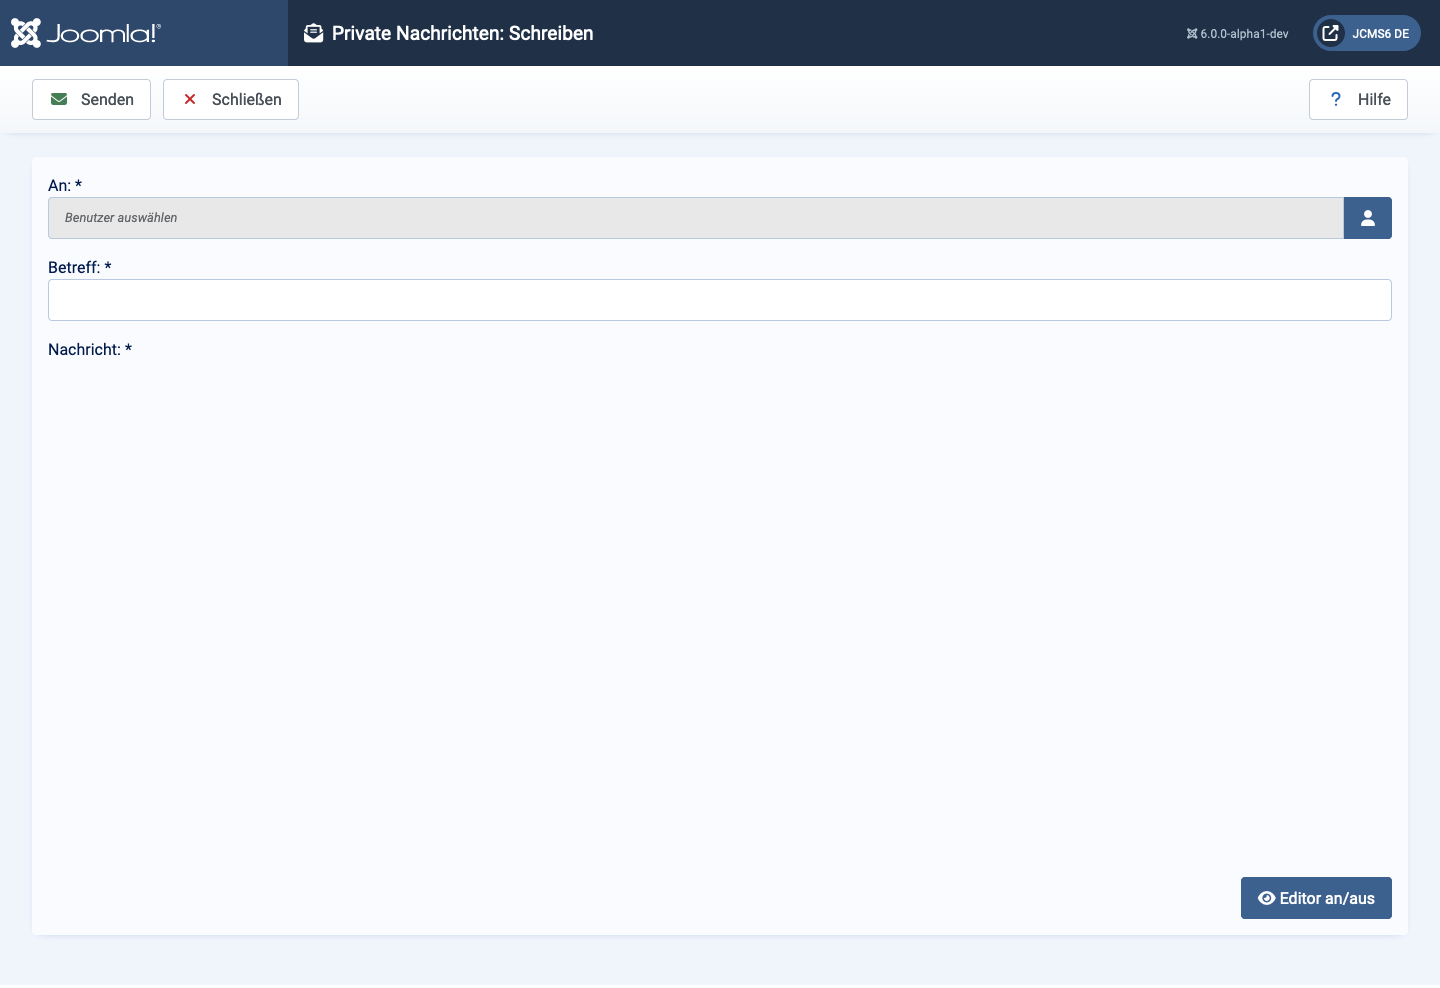 Joomla!®
Private Nachrichten: Schreiben
6.0.0-alpha1-dev
JCMS6 DE
Senden
Schließen
? Hilfe
An: *
Benutzer auswählen
Betreff: *
Nachricht: *
Editor an/aus